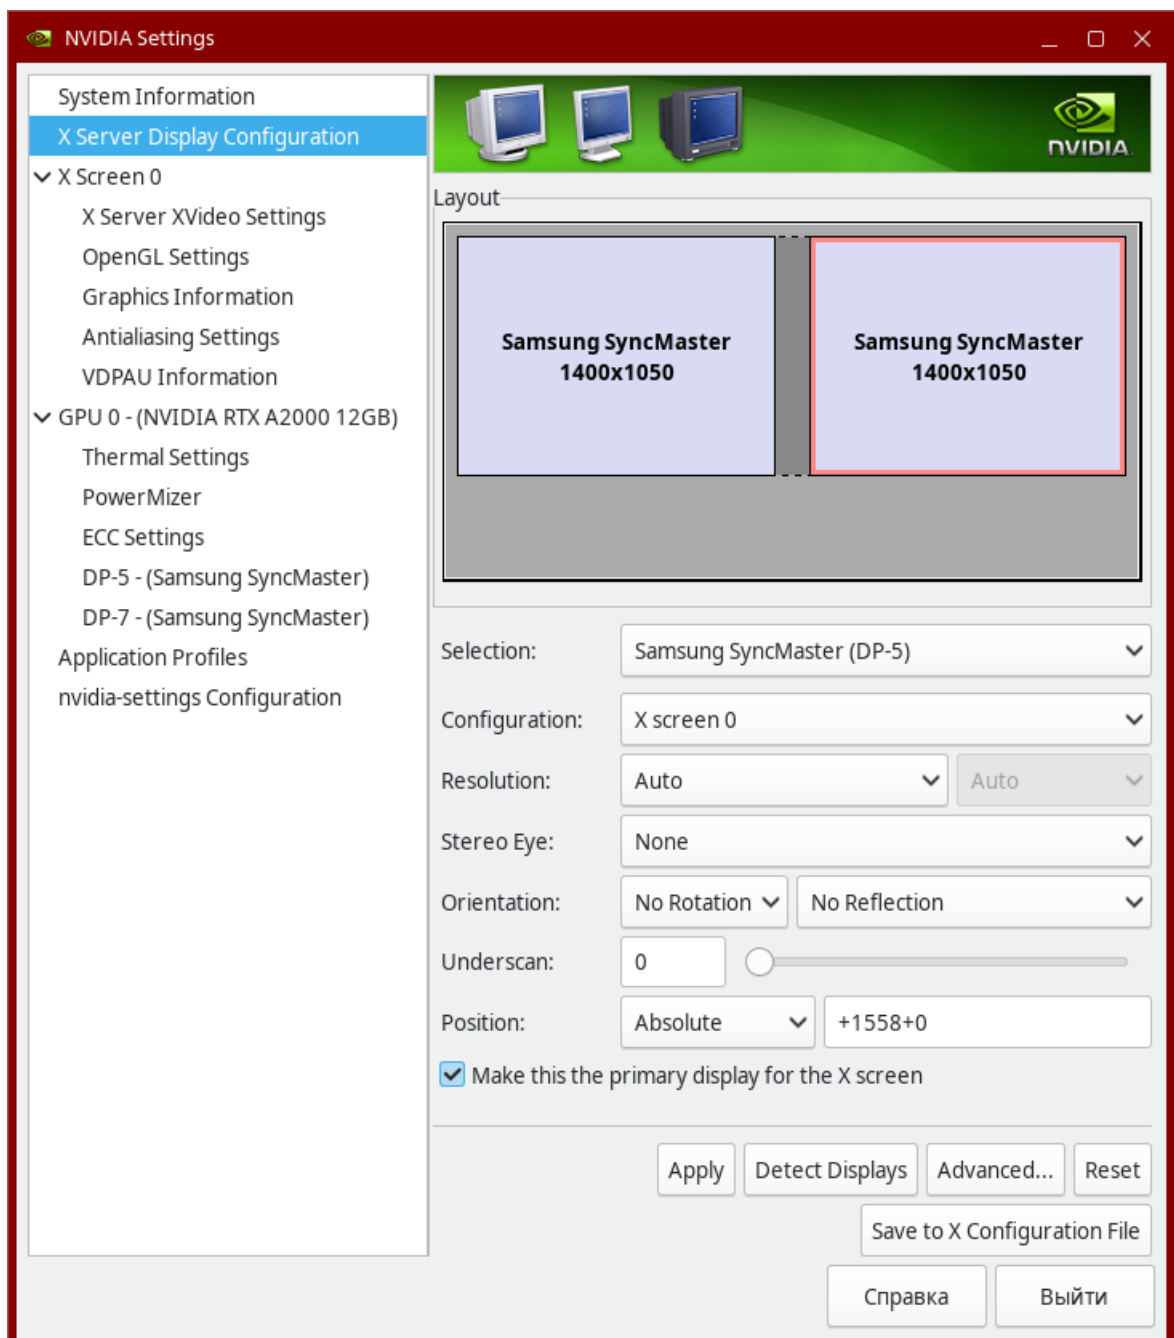 NVIDIA Settings
System Information
X Server Display Configuration
X Screen 0
X Server XVideo Settings
OpenGL Settings
Graphics Information
Antialiasing Settings
VDPAU Information
GPU 0 - (NVIDIA RTX A2000 12GB)
Thermal Settings
PowerMizer
ECC Settings
DP-5 - (Samsung SyncMaster)
DP-7 - (Samsung SyncMaster)
Application Profiles
nvidia-settings Configuration
NVIDIA.
Layout
Samsung SyncMaster
1400x1050
Samsung SyncMaster
1400x1050
Selection: Samsung SyncMaster (DP-5)
Configuration: X screen 0
Resolution: Auto Auto
Stereo Eye: None
Orientation: No Rotation No Reflection
Underscan: 0
Position: Absolute +1558+0
Make this the primary display for the X screen
Apply Detect Displays Advanced... Reset
Save to X Configuration File
Справка Выйти